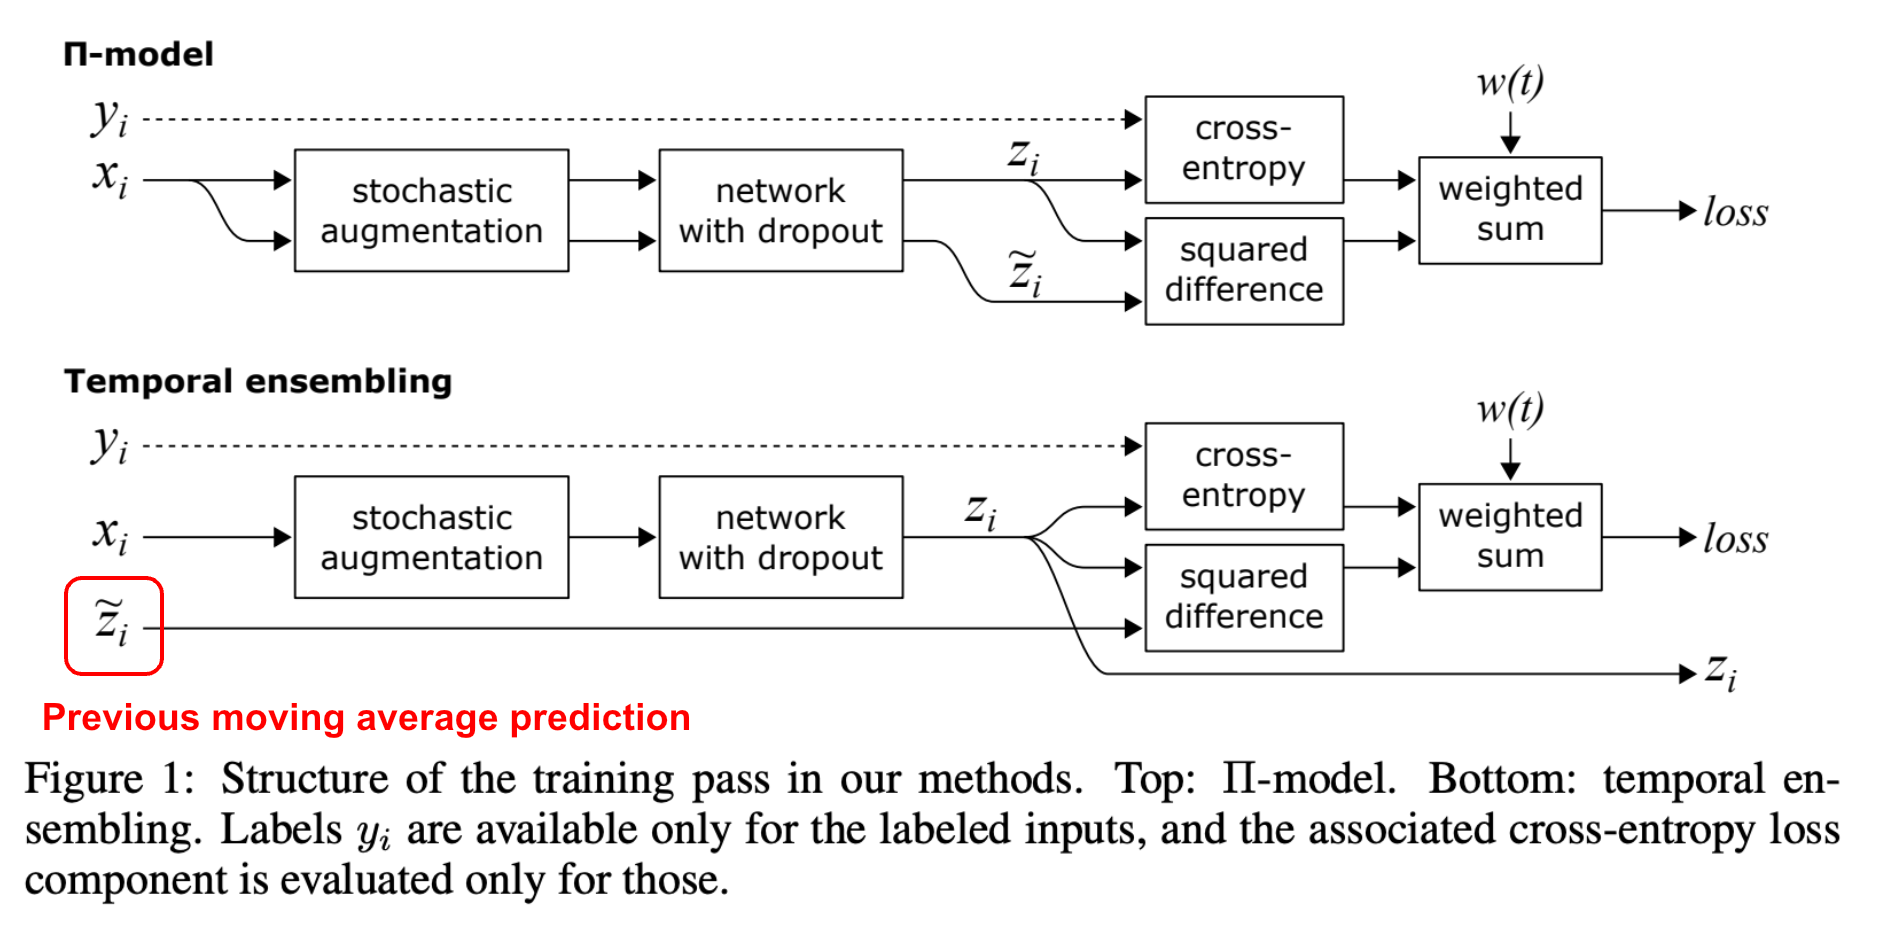 Π-model
w(t)
y_i
cross-
entropy
z_i
x_i
stochastic
augmentation
network
with dropout
weighted
sum
loss
squared
difference
z̃_i
Temporal ensembling
w(t)
y_i
cross-
entropy
z_i
x_i
stochastic
augmentation
network
with dropout
weighted
sum
loss
squared
difference
z̃_i
z_i
Previous moving average prediction
Figure 1: Structure of the training pass in our methods. Top: Π-model. Bottom: temporal en-
sembling. Labels y_i are available only for the labeled inputs, and the associated cross-entropy loss
component is evaluated only for those.